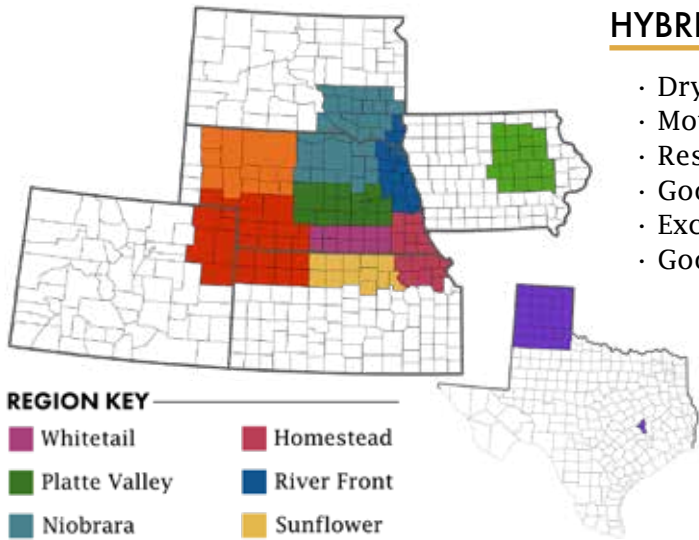 HYBRI
· Dry
· Mo
· Res
· Goo
· Exc
· Goo
REGION KEY
Whitetail
Homestead
Platte Valley
River Front
Niobrara
Sunflower